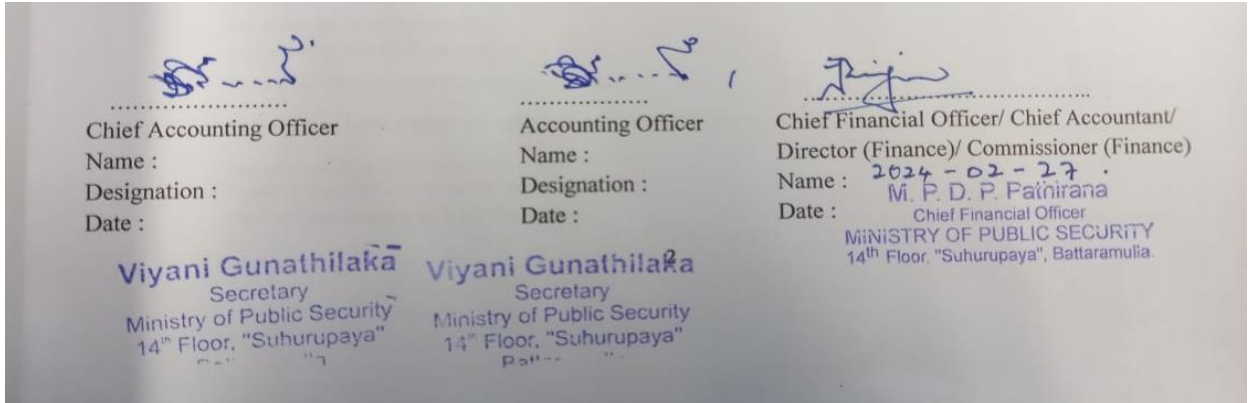 ........................
Chief Accounting Officer
Name :
Designation :
Date :
Viyani Gunathilaka
Secretary
Ministry of Public Security
14th Floor, "Suhurupaya"
..................
Accounting Officer
Name :
Designation :
Date :
Viyani Gunathilaka
Secretary
Ministry of Public Security
14th Floor, "Suhurupaya"
........................................
Chief Financial Officer/ Chief Accountant/
Director (Finance)/ Commissioner (Finance)
2024-02-27.
Name : M. P. D. P. Pathirana
Date : Chief Financial Officer
MINISTRY OF PUBLIC SECURITY
14th Floor, "Suhurupaya", Battaramulla.